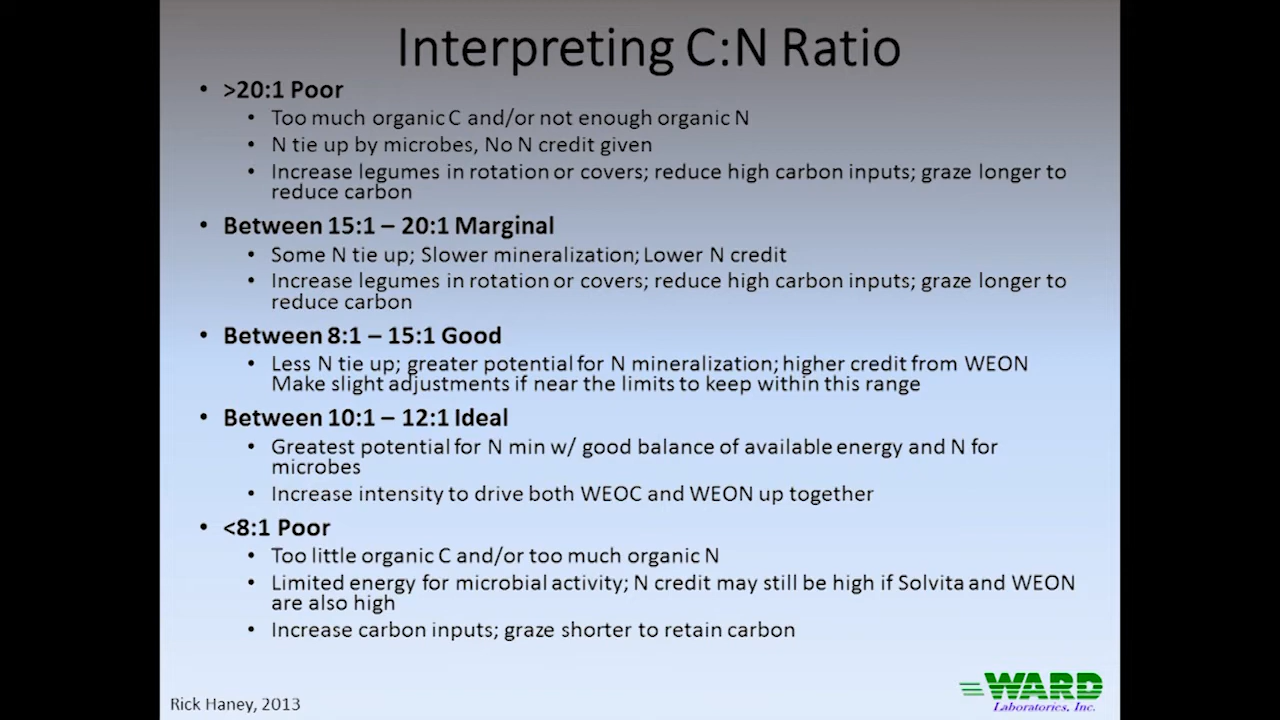 Interpreting C:N Ratio
• >20:1 Poor
• Too much organic C and/or not enough organic N
• N tie up by microbes, No N credit given
• Increase legumes in rotation or covers; reduce high carbon inputs; graze longer to
reduce carbon
• Between 15:1 – 20:1 Marginal
• Some N tie up; Slower mineralization; Lower N credit
• Increase legumes in rotation or covers; reduce high carbon inputs; graze longer to
reduce carbon
• Between 8:1 – 15:1 Good
• Less N tie up; greater potential for N mineralization; higher credit from WEON
Make slight adjustments if near the limits to keep within this range
• Between 10:1 – 12:1 Ideal
• Greatest potential for N min w/ good balance of available energy and N for
microbes
• Increase intensity to drive both WEOC and WEON up together
• <8:1 Poor
• Too little organic C and/or too much organic N
• Limited energy for microbial activity; N credit may still be high if Solvita and WEON
are also high
• Increase carbon inputs; graze shorter to retain carbon
Rick Haney, 2013
WARD
Laboratories, Inc.